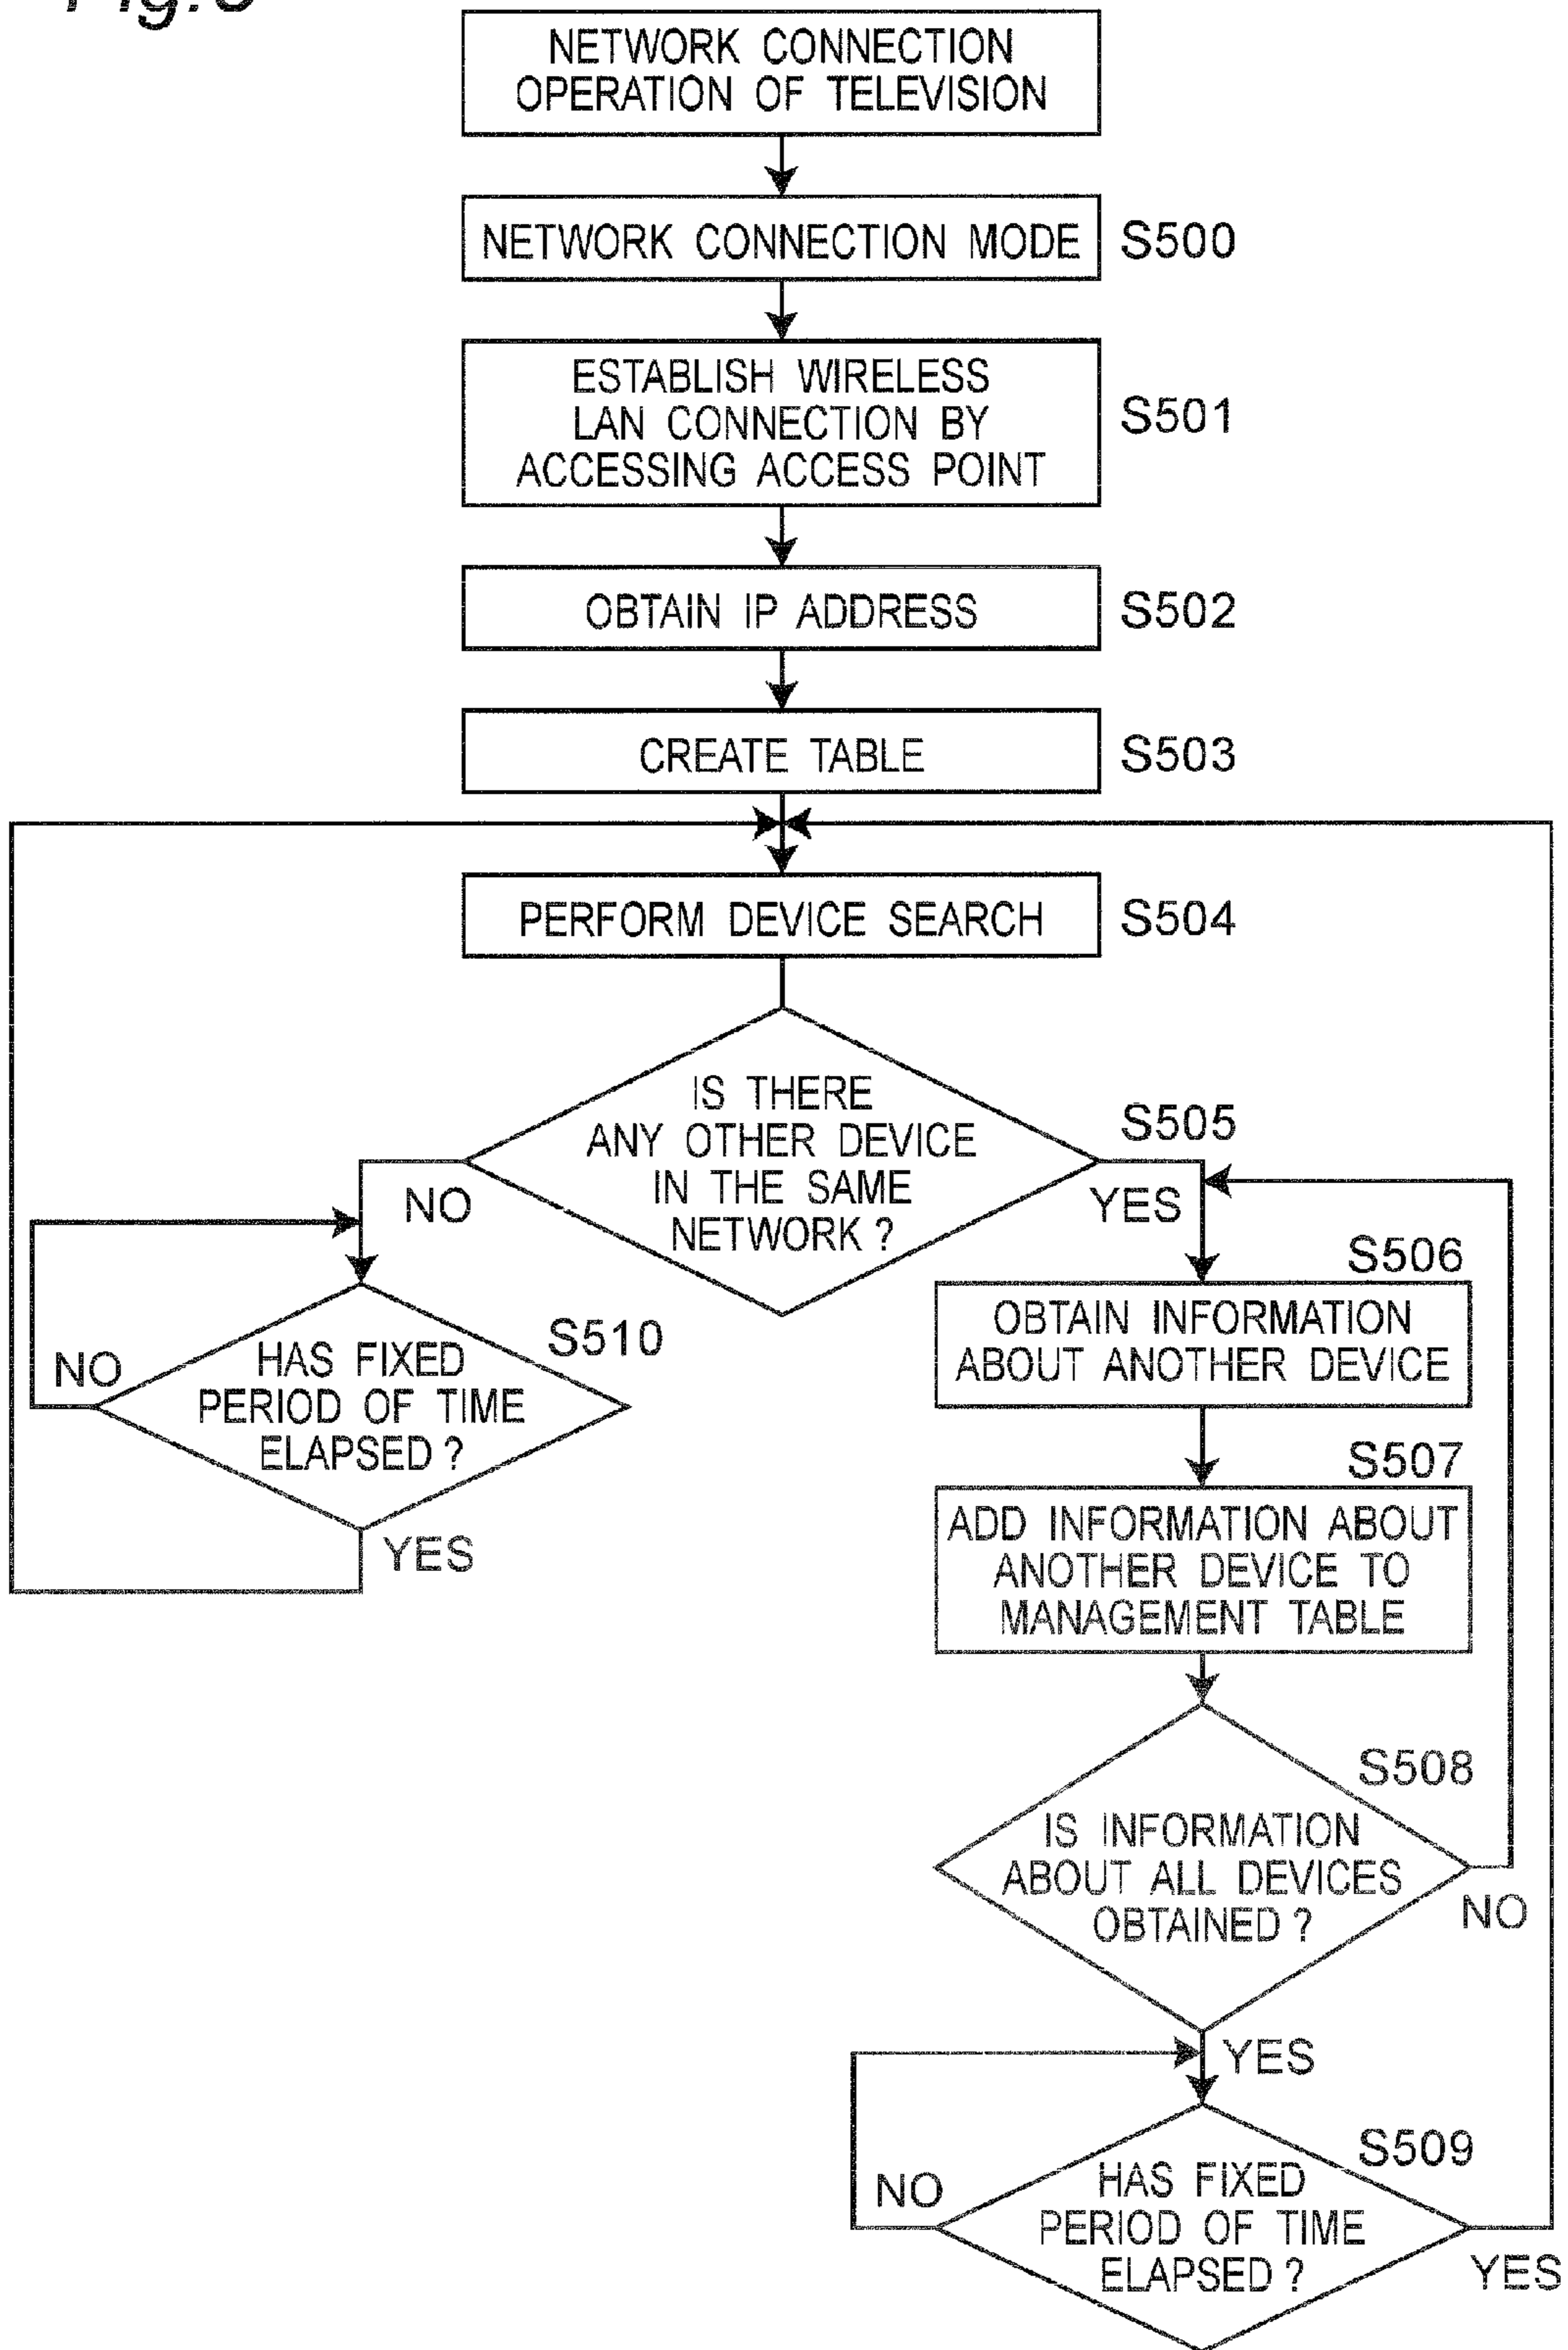 NETWORK CONNECTION
OPERATION OF TELEVISION
NETWORK CONNECTION MODE S500
ESTABLISH WIRELESS
LAN CONNECTION BY
ACCESSING ACCESS POINT
S501
OBTAIN IP ADDRESS S502
CREATE TABLE S503
PERFORM DEVICE SEARCH S504
IS THERE
ANY OTHER DEVICE
IN THE SAME
NETWORK ?
S505
NO
YES
HAS FIXED
PERIOD OF TIME
ELAPSED ?
S510
NO
YES
S506
OBTAIN INFORMATION
ABOUT ANOTHER DEVICE
S507
ADD INFORMATION ABOUT
ANOTHER DEVICE TO
MANAGEMENT TABLE
S508
IS INFORMATION
ABOUT ALL DEVICES
OBTAINED ?
NO
YES
S509
HAS FIXED
PERIOD OF TIME
ELAPSED ?
NO
YES